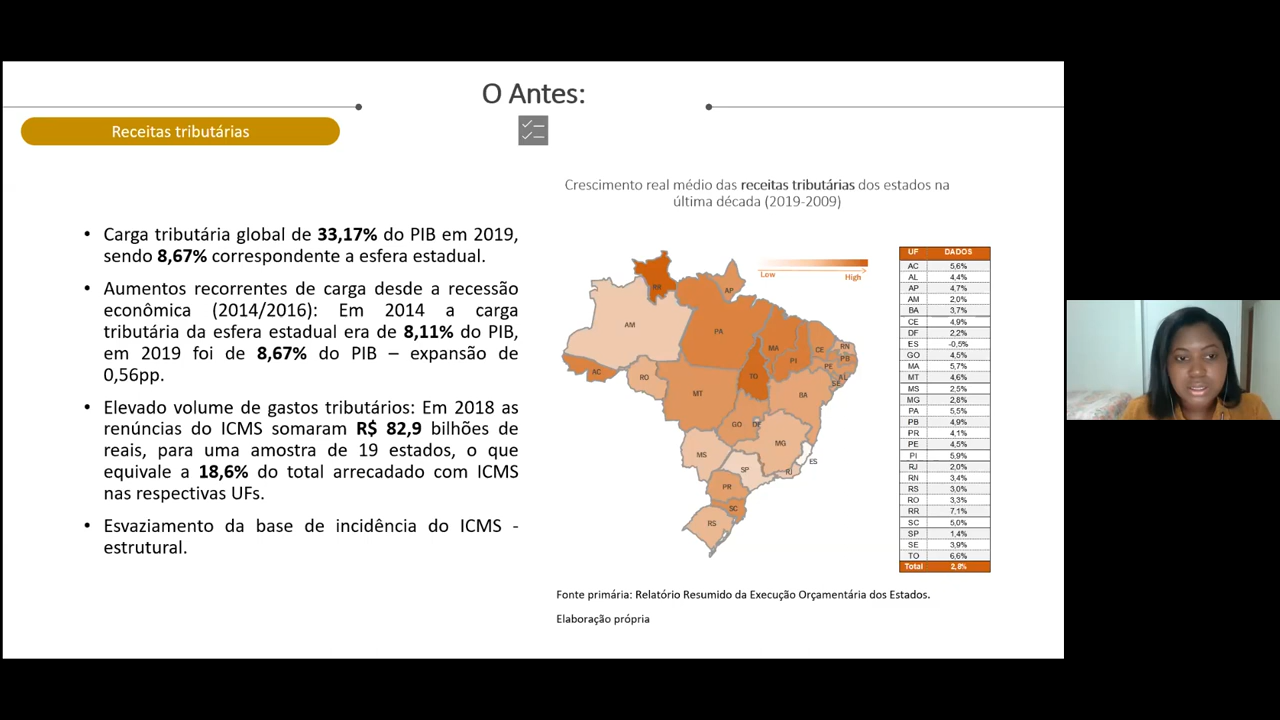 O Antes:
Receitas tributárias
• Carga tributária global de 33,17% do PIB em 2019,
sendo 8,67% correspondente a esfera estadual.
• Aumentos recorrentes de carga desde a recessão
econômica (2014/2016): Em 2014 a carga
tributária da esfera estadual era de 8,11% do PIB,
em 2019 foi de 8,67% do PIB – expansão de
0,56pp.
• Elevado volume de gastos tributários: Em 2018 as
renúncias do ICMS somaram R$ 82,9 bilhões de
reais, para uma amostra de 19 estados, o que
equivale a 18,6% do total arrecadado com ICMS
nas respectivas UFs.
• Esvaziamento da base de incidência do ICMS -
estrutural.
Crescimento real médio das receitas tributárias dos estados na
última década (2019-2009)
Low
High
RR
AP
AM
PA
MA
CE
RN
PB
PI
PE
AL
SE
AC
RO
TO
MT
BA
GO
DF
MG
MS
ES
SP
RJ
PR
SC
RS
UF DADOS
AC 5,6%
AL 4,4%
AP 4,7%
AM 2,0%
BA 3,7%
CE 4,9%
DF 2,2%
ES -0,5%
GO 4,5%
MA 5,7%
MT 4,6%
MS 2,5%
MG 2,8%
PA 5,5%
PB 4,9%
PR 4,1%
PE 4,5%
PI 5,9%
RJ 2,0%
RN 3,4%
RS 3,0%
RO 3,3%
RR 7,1%
SC 5,0%
SP 1,4%
SE 3,9%
TO 6,6%
Total 2,8%
Fonte primária: Relatório Resumido da Execução Orçamentária dos Estados.
Elaboração própria